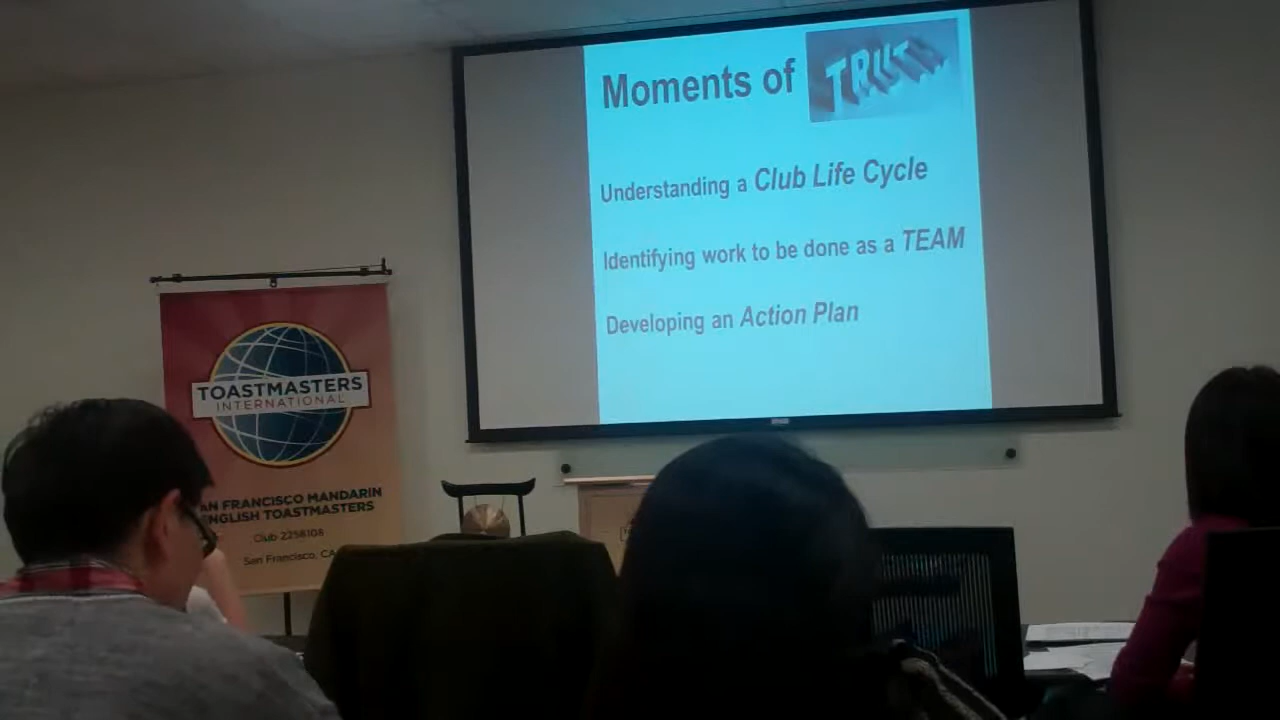 Moments of TRUTH
Understanding a Club Life Cycle
Identifying work to be done as a TEAM
Developing an Action Plan
TOASTMASTERS
INTERNATIONAL
AN FRANCISCO MANDARIN
NGLISH TOASTMASTERS
Club 2258108
San Francisco, CA